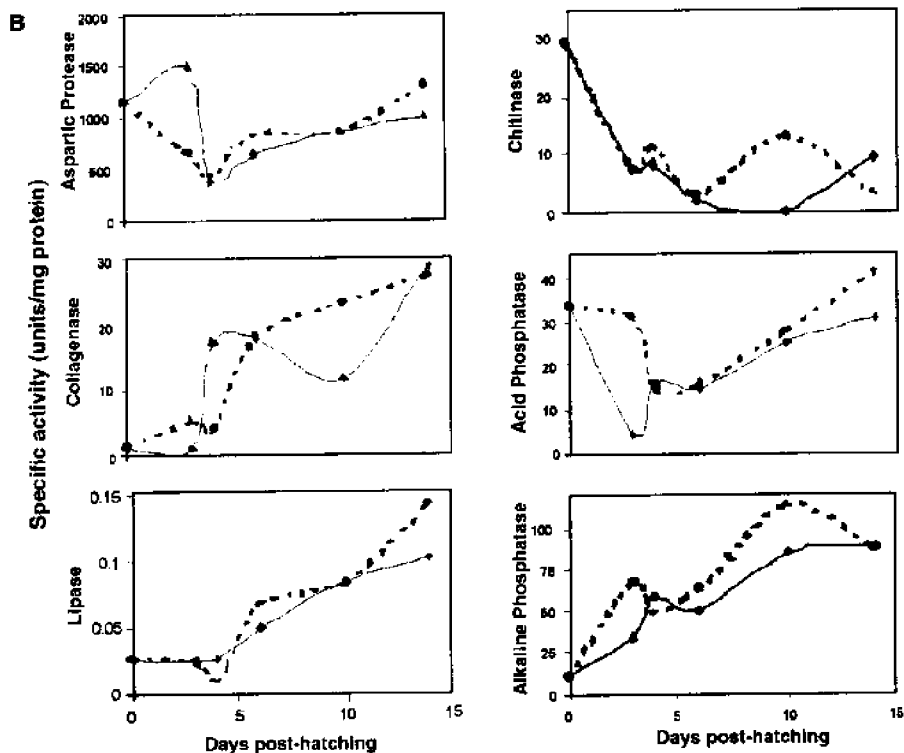 B
Specific activity (units/mg protein)
Aspartic Protease
2000
1500
1000
500
0
Chitinase
30
20
10
0
Collagenase
30
20
10
0
Acid Phosphatase
40
30
20
10
0
Lipase
0.15
0.1
0.05
0
0 5 10 15
Days post-hatching
Alkaline Phosphatase
100
75
50
25
0
0 5 10 15
Days post-hatching